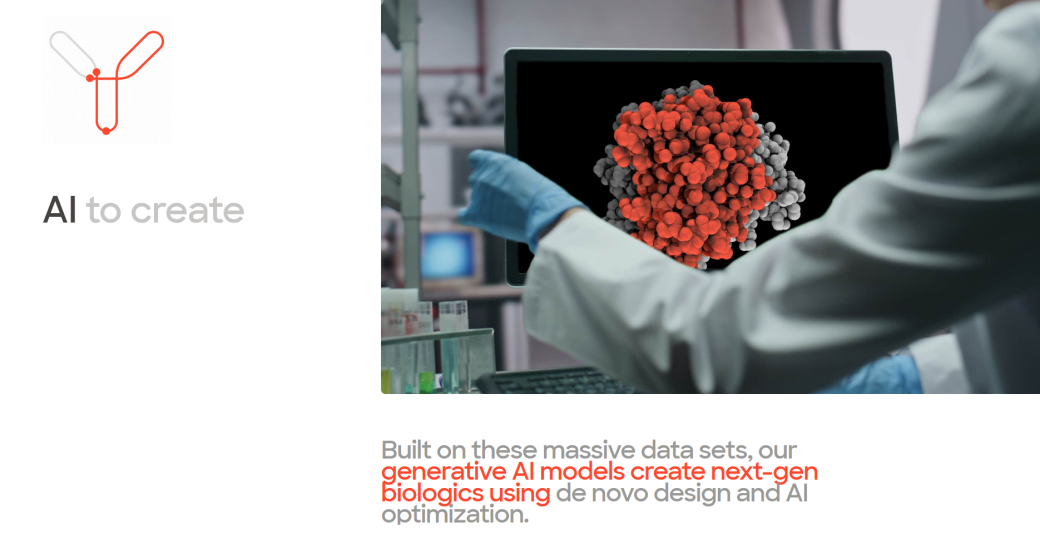 AI to create
Built on these massive data sets, our
generative AI models create next-gen
biologics using de novo design and AI
optimization.